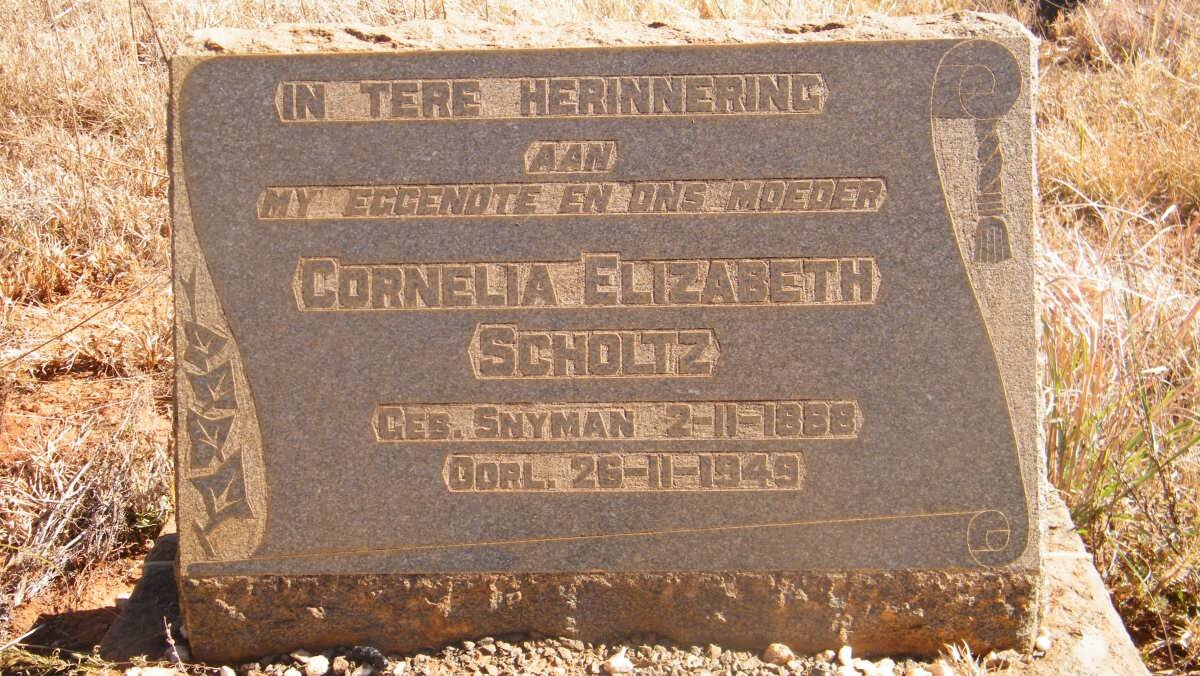 IN TERE HERINNERING
AAN
MY EGGENOTE EN ONS MOEDER
CORNELIA ELIZABETH
SCHOLTZ
GEB. SNYMAN 2-11-1888
OORL. 26-11-1949